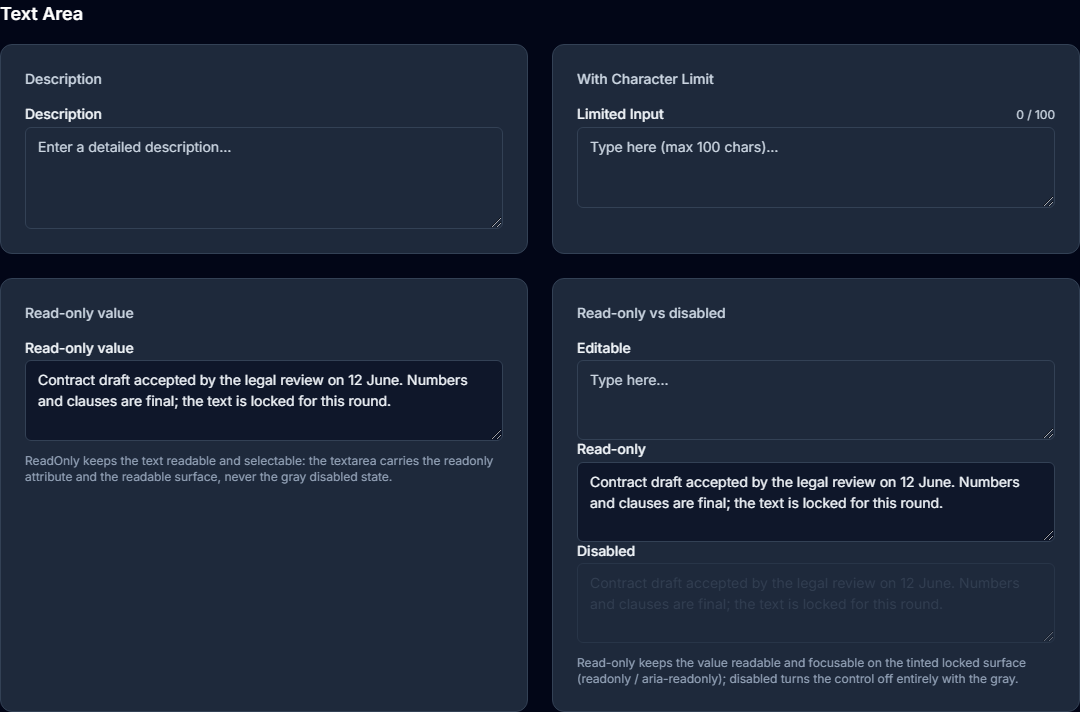 Text Area
Description
Description
Enter a detailed description...
With Character Limit
Limited Input
0 / 100
Type here (max 100 chars)...
Read-only value
Read-only value
Contract draft accepted by the legal review on 12 June. Numbers
and clauses are final; the text is locked for this round.
ReadOnly keeps the text readable and selectable: the textarea carries the readonly
attribute and the readable surface, never the gray disabled state.
Read-only vs disabled
Editable
Type here...
Read-only
Contract draft accepted by the legal review on 12 June. Numbers
and clauses are final; the text is locked for this round.
Disabled
Contract draft accepted by the legal review on 12 June. Numbers
and clauses are final; the text is locked for this round.
Read-only keeps the value readable and focusable on the tinted locked surface
(readonly / aria-readonly); disabled turns the control off entirely with the gray.